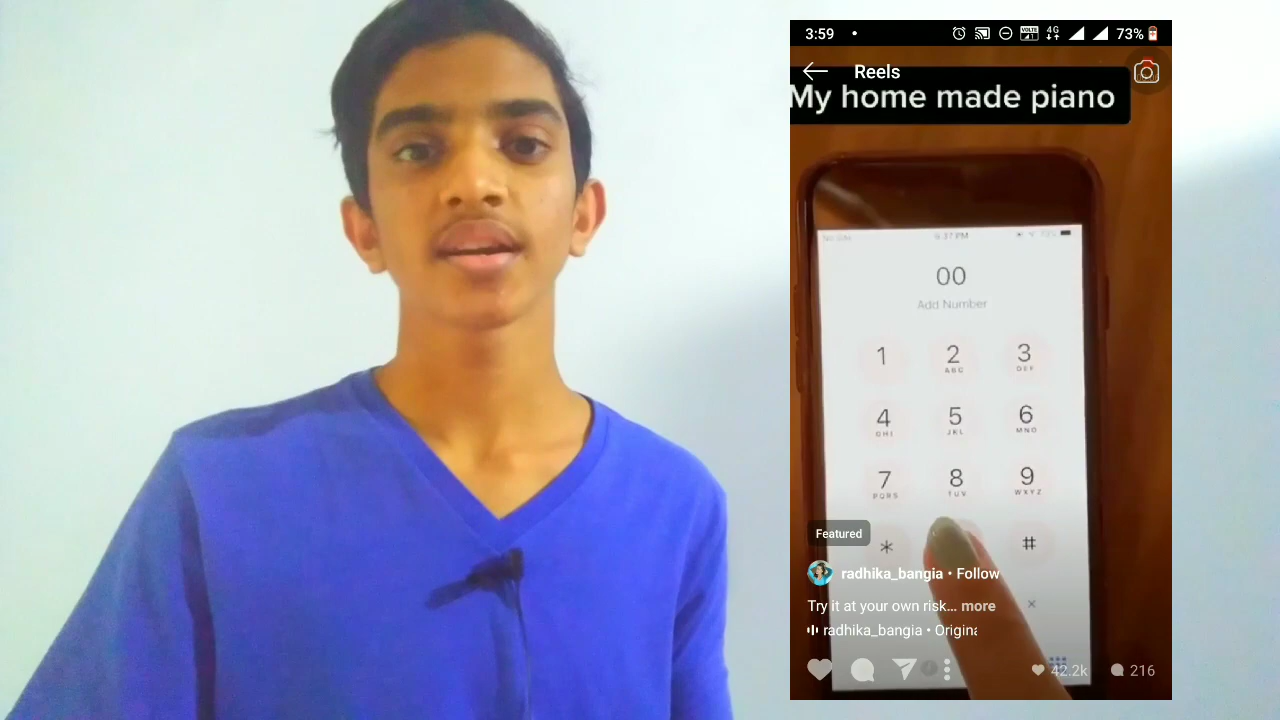 3:59
VOLTE
4G
73%
Reels
My home made piano
00
Add Number
1
2
3
ABC
DEF
4
5
6
GHI
JKL
MNO
7
8
9
PQRS
TUV
WXYZ
*
#
Featured
radhika_bangia • Follow
Try it at your own risk... more
radhika_bangia • Origina
42.2k
216